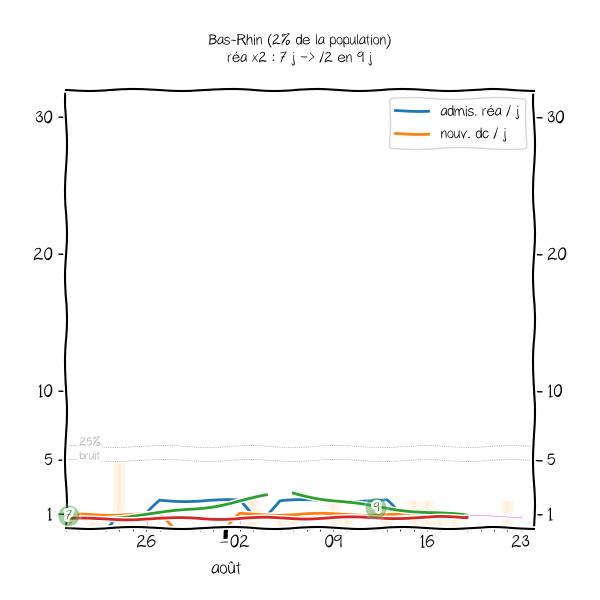 Bas-Rhin (2% de la population)
réa x2 : 7 j -> /2 en 9 j
admis. réa / j
nouv. dc / j
30 30
20 20
10 10
25%
bruit
5 5
1 7 9 1
26 02 09 16 23
août